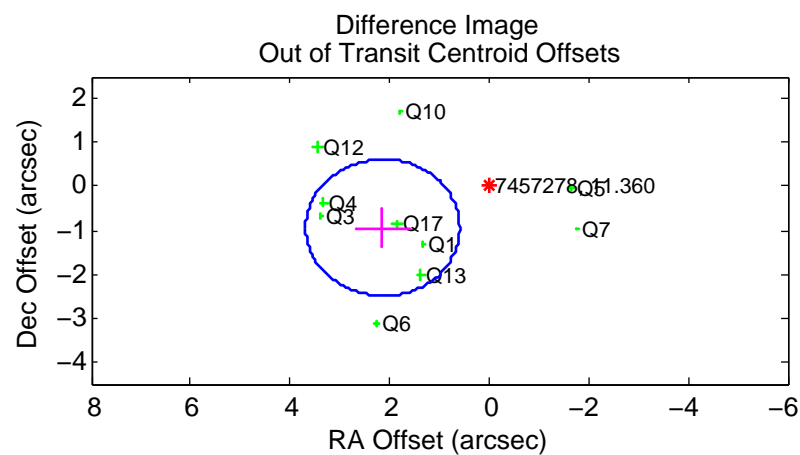 Difference Image
Out of Transit Centroid Offsets
Dec Offset (arcsec)
2
1
0
−1
−2
−3
−4
Q10
Q12
Q4
Q3
Q17
Q1
Q13
Q6
7457278, 11.360
Q5
Q7
8 6 4 2 0 −2 −4 −6
RA Offset (arcsec)